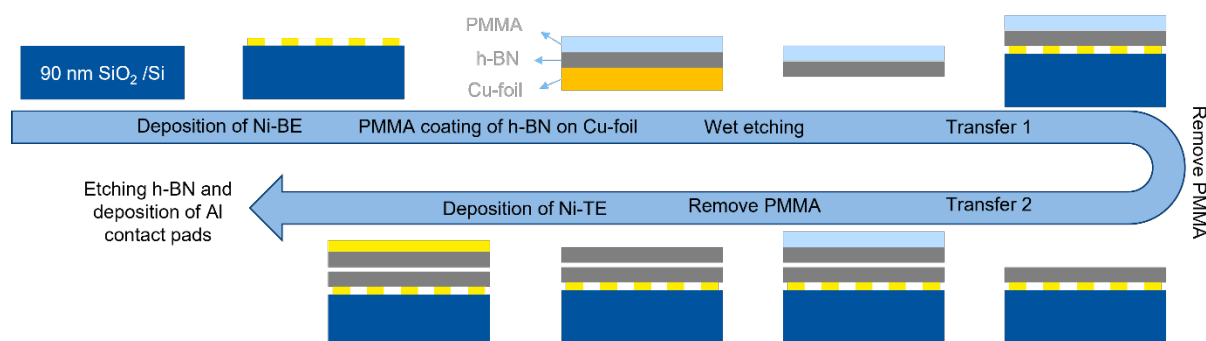 PMMA
h-BN
Cu-foil
90 nm SiO₂ /Si
Deposition of Ni-BE
PMMA coating of h-BN on Cu-foil
Wet etching
Transfer 1
Remove PMMA
Transfer 2
Remove PMMA
Deposition of Ni-TE
Etching h-BN and
deposition of Al
contact pads